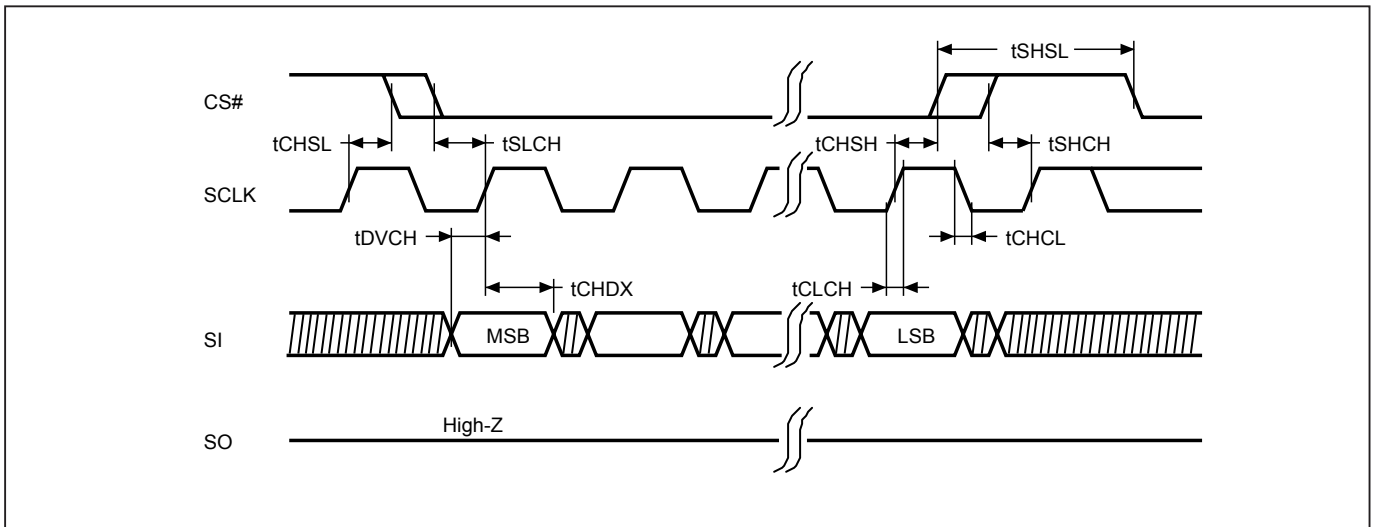 tSHSL
CS#
tCHSL
tSLCH
tCHSH
tSHCH
SCLK
tDVCH
tCHCL
tCHDX
tCLCH
SI
MSB
LSB
High-Z
SO